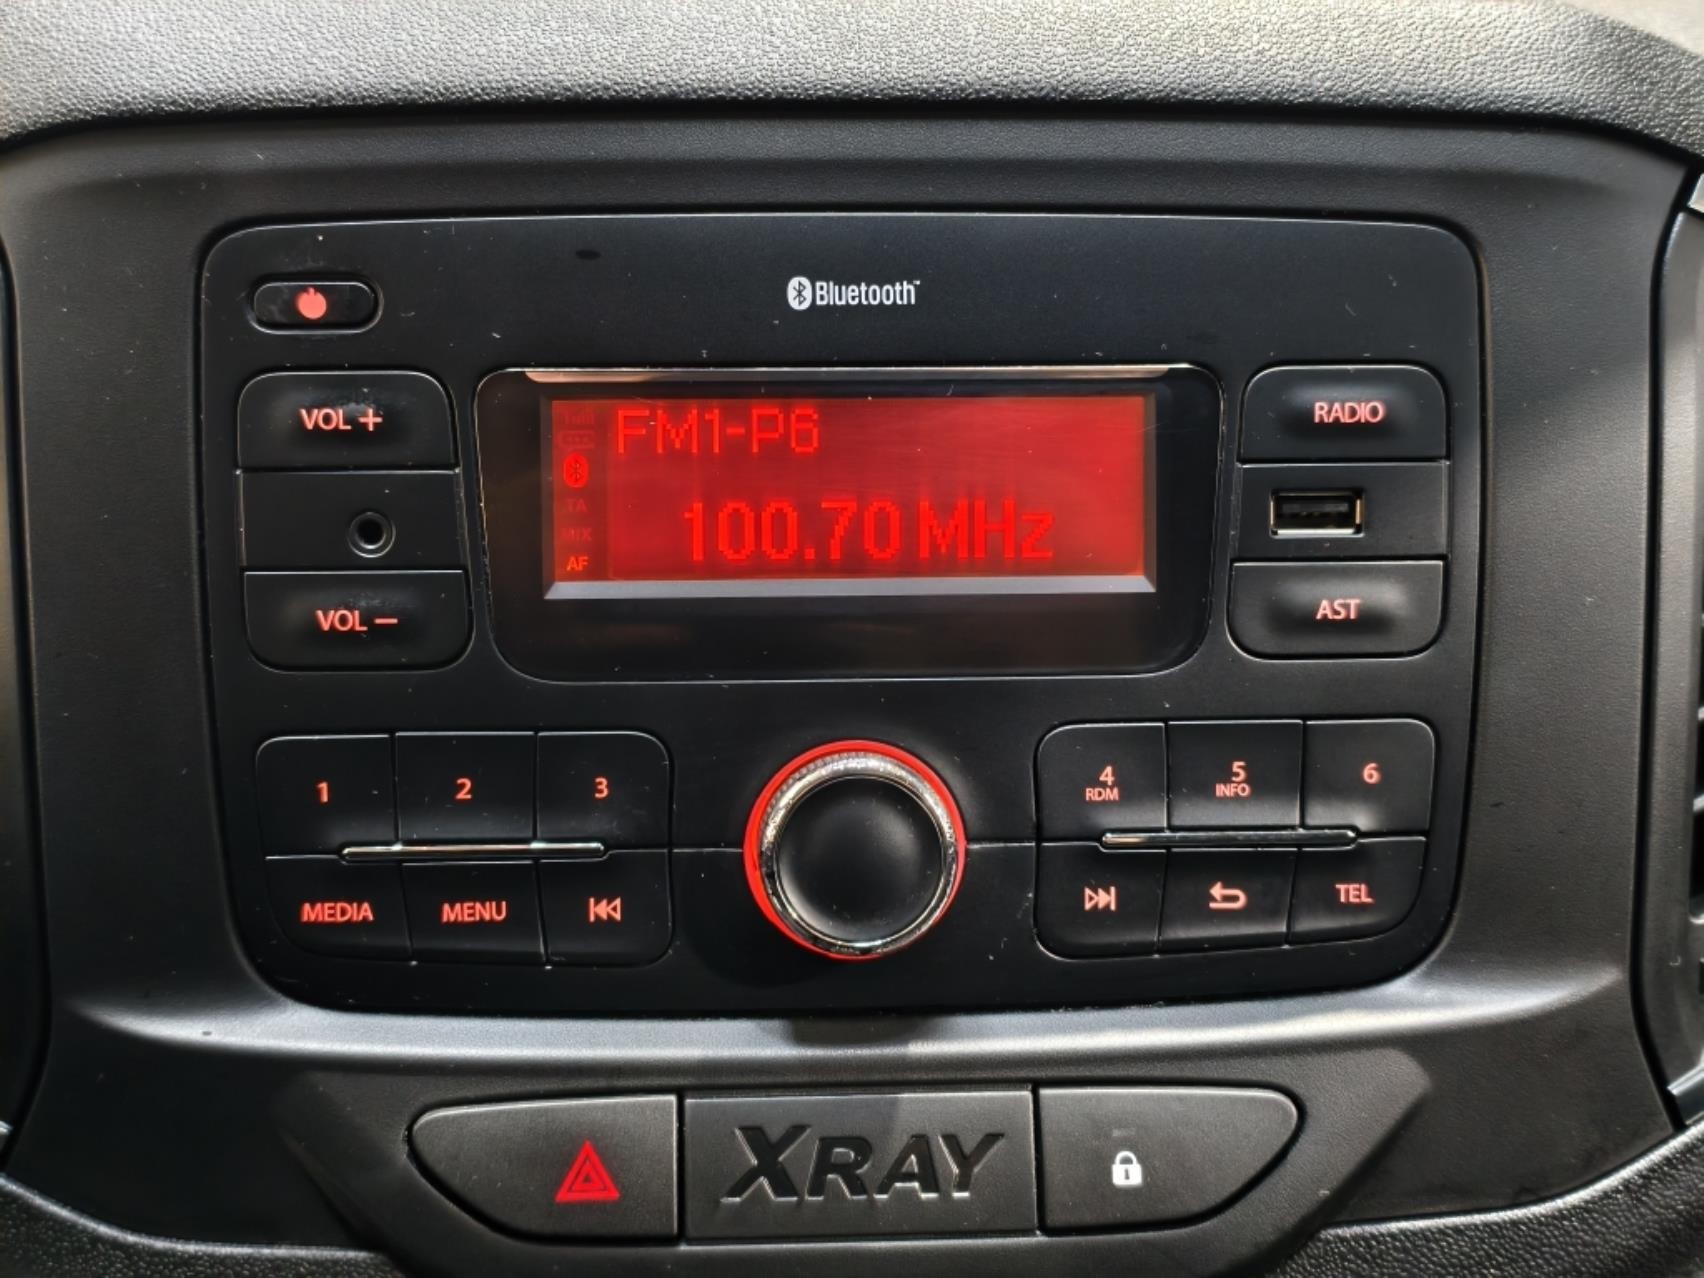 Bluetooth™
VOL +
RADIO
FM1-P6
TA
100.70 MHz
MIX
AF
VOL −
AST
1
2
3
4
RDM
5
INFO
6
MEDIA
MENU
TEL
XRAY